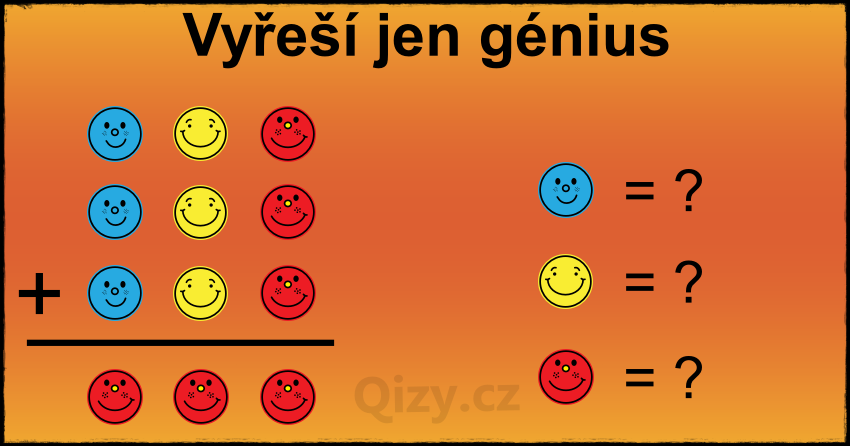 Vyřeší jen génius
= ?
+
= ?
= ?
Qizy.cz